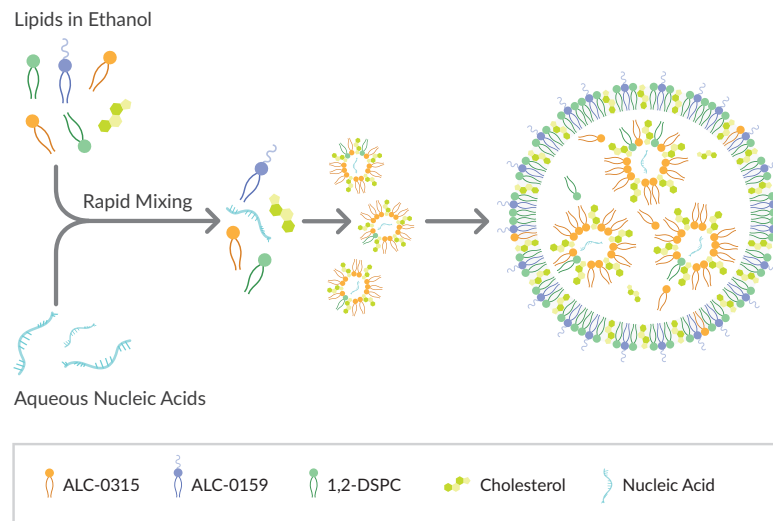 Lipids in Ethanol
Rapid Mixing
Aqueous Nucleic Acids
ALC-0315
ALC-0159
1,2-DSPC
Cholesterol
Nucleic Acid